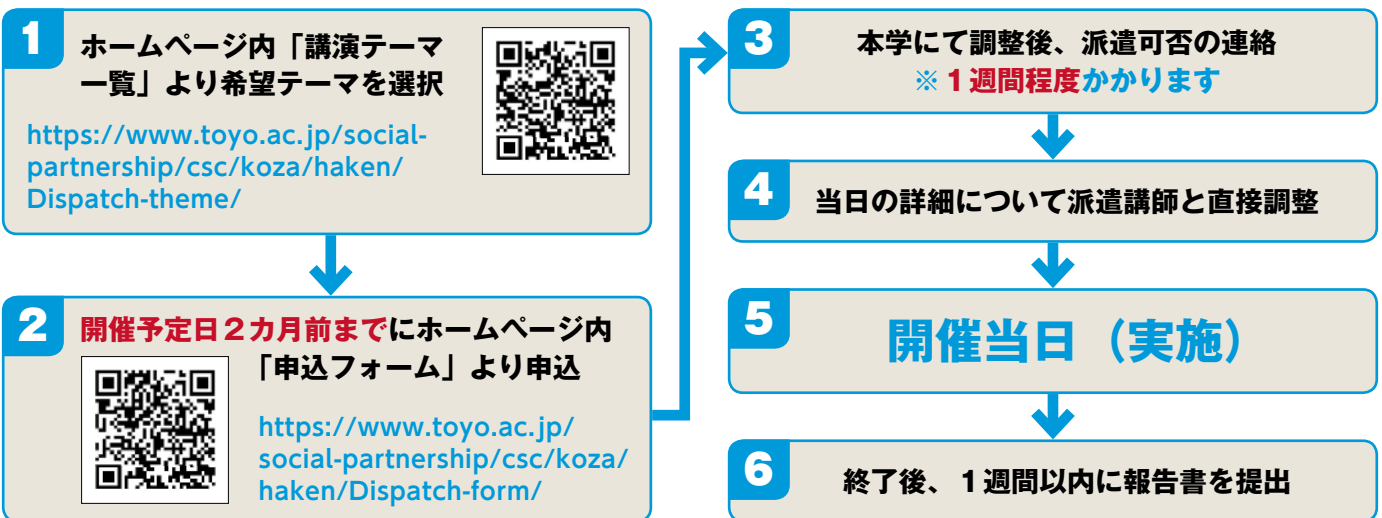 1
ホームページ内「講演テーマ
一覧」より希望テーマを選択
https://www.toyo.ac.jp/social-
partnership/csc/koza/haken/
Dispatch-theme/
2
開催予定日2カ月前までにホームページ内
「申込フォーム」より申込
https://www.toyo.ac.jp/
social-partnership/csc/koza/
haken/Dispatch-form/
3
本学にて調整後、派遣可否の連絡
※1週間程度かかります
4
当日の詳細について派遣講師と直接調整
5
開催当日(実施)
6
終了後、1週間以内に報告書を提出